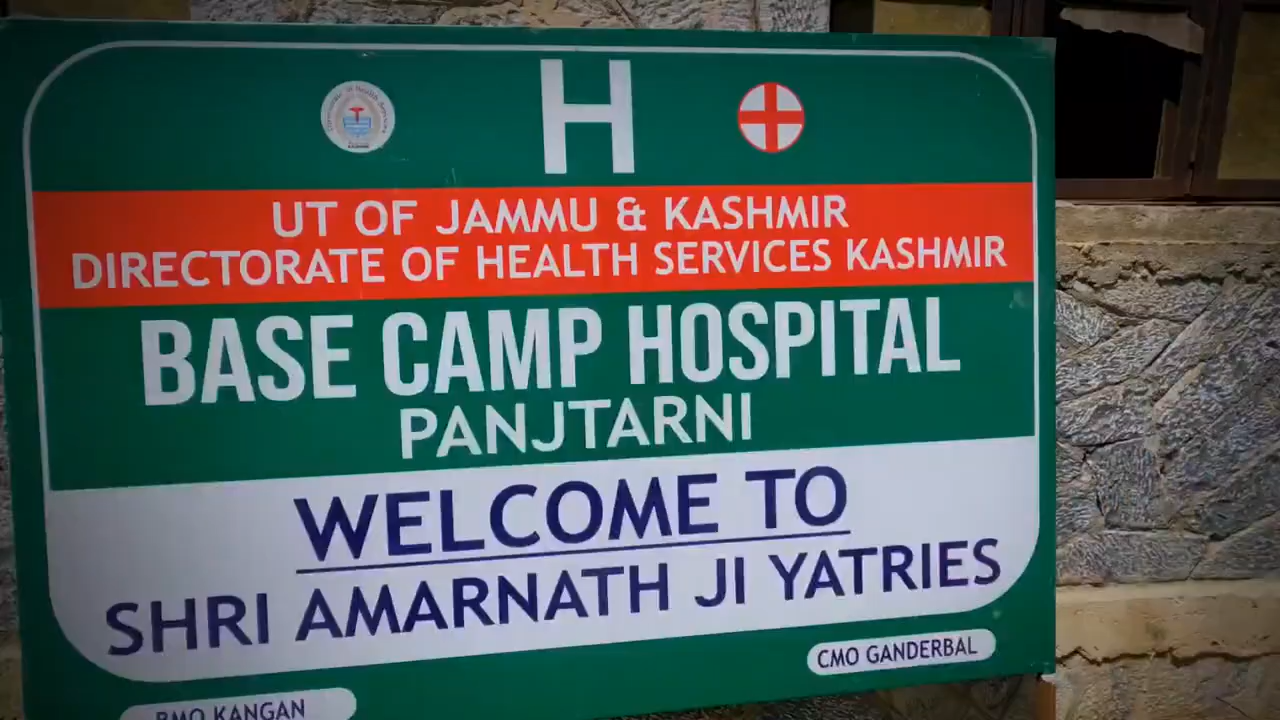 H
UT OF JAMMU & KASHMIR
DIRECTORATE OF HEALTH SERVICES KASHMIR
BASE CAMP HOSPITAL
PANJTARNI
WELCOME TO
SHRI AMARNATH JI YATRIES
CMO GANDERBAL
BMO KANGAN